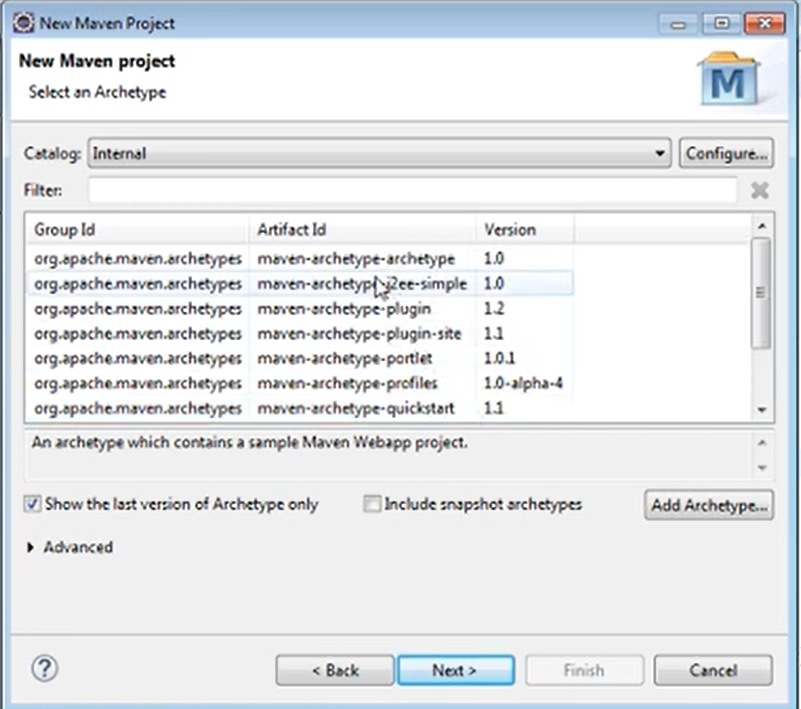 New Maven Project
New Maven project
Select an Archetype
M
Catalog: Internal Configure...
Filter:
Group Id Artifact Id Version
org.apache.maven.archetypes maven-archetype-archetype 1.0
org.apache.maven.archetypes maven-archetype-j2ee-simple 1.0
org.apache.maven.archetypes maven-archetype-plugin 1.2
org.apache.maven.archetypes maven-archetype-plugin-site 1.1
org.apache.maven.archetypes maven-archetype-portlet 1.0.1
org.apache.maven.archetypes maven-archetype-profiles 1.0-alpha-4
org.apache.maven.archetypes maven-archetype-quickstart 1.1
An archetype which contains a sample Maven Webapp project.
Show the last version of Archetype only Include snapshot archetypes Add Archetype...
Advanced
? < Back Next > Finish Cancel